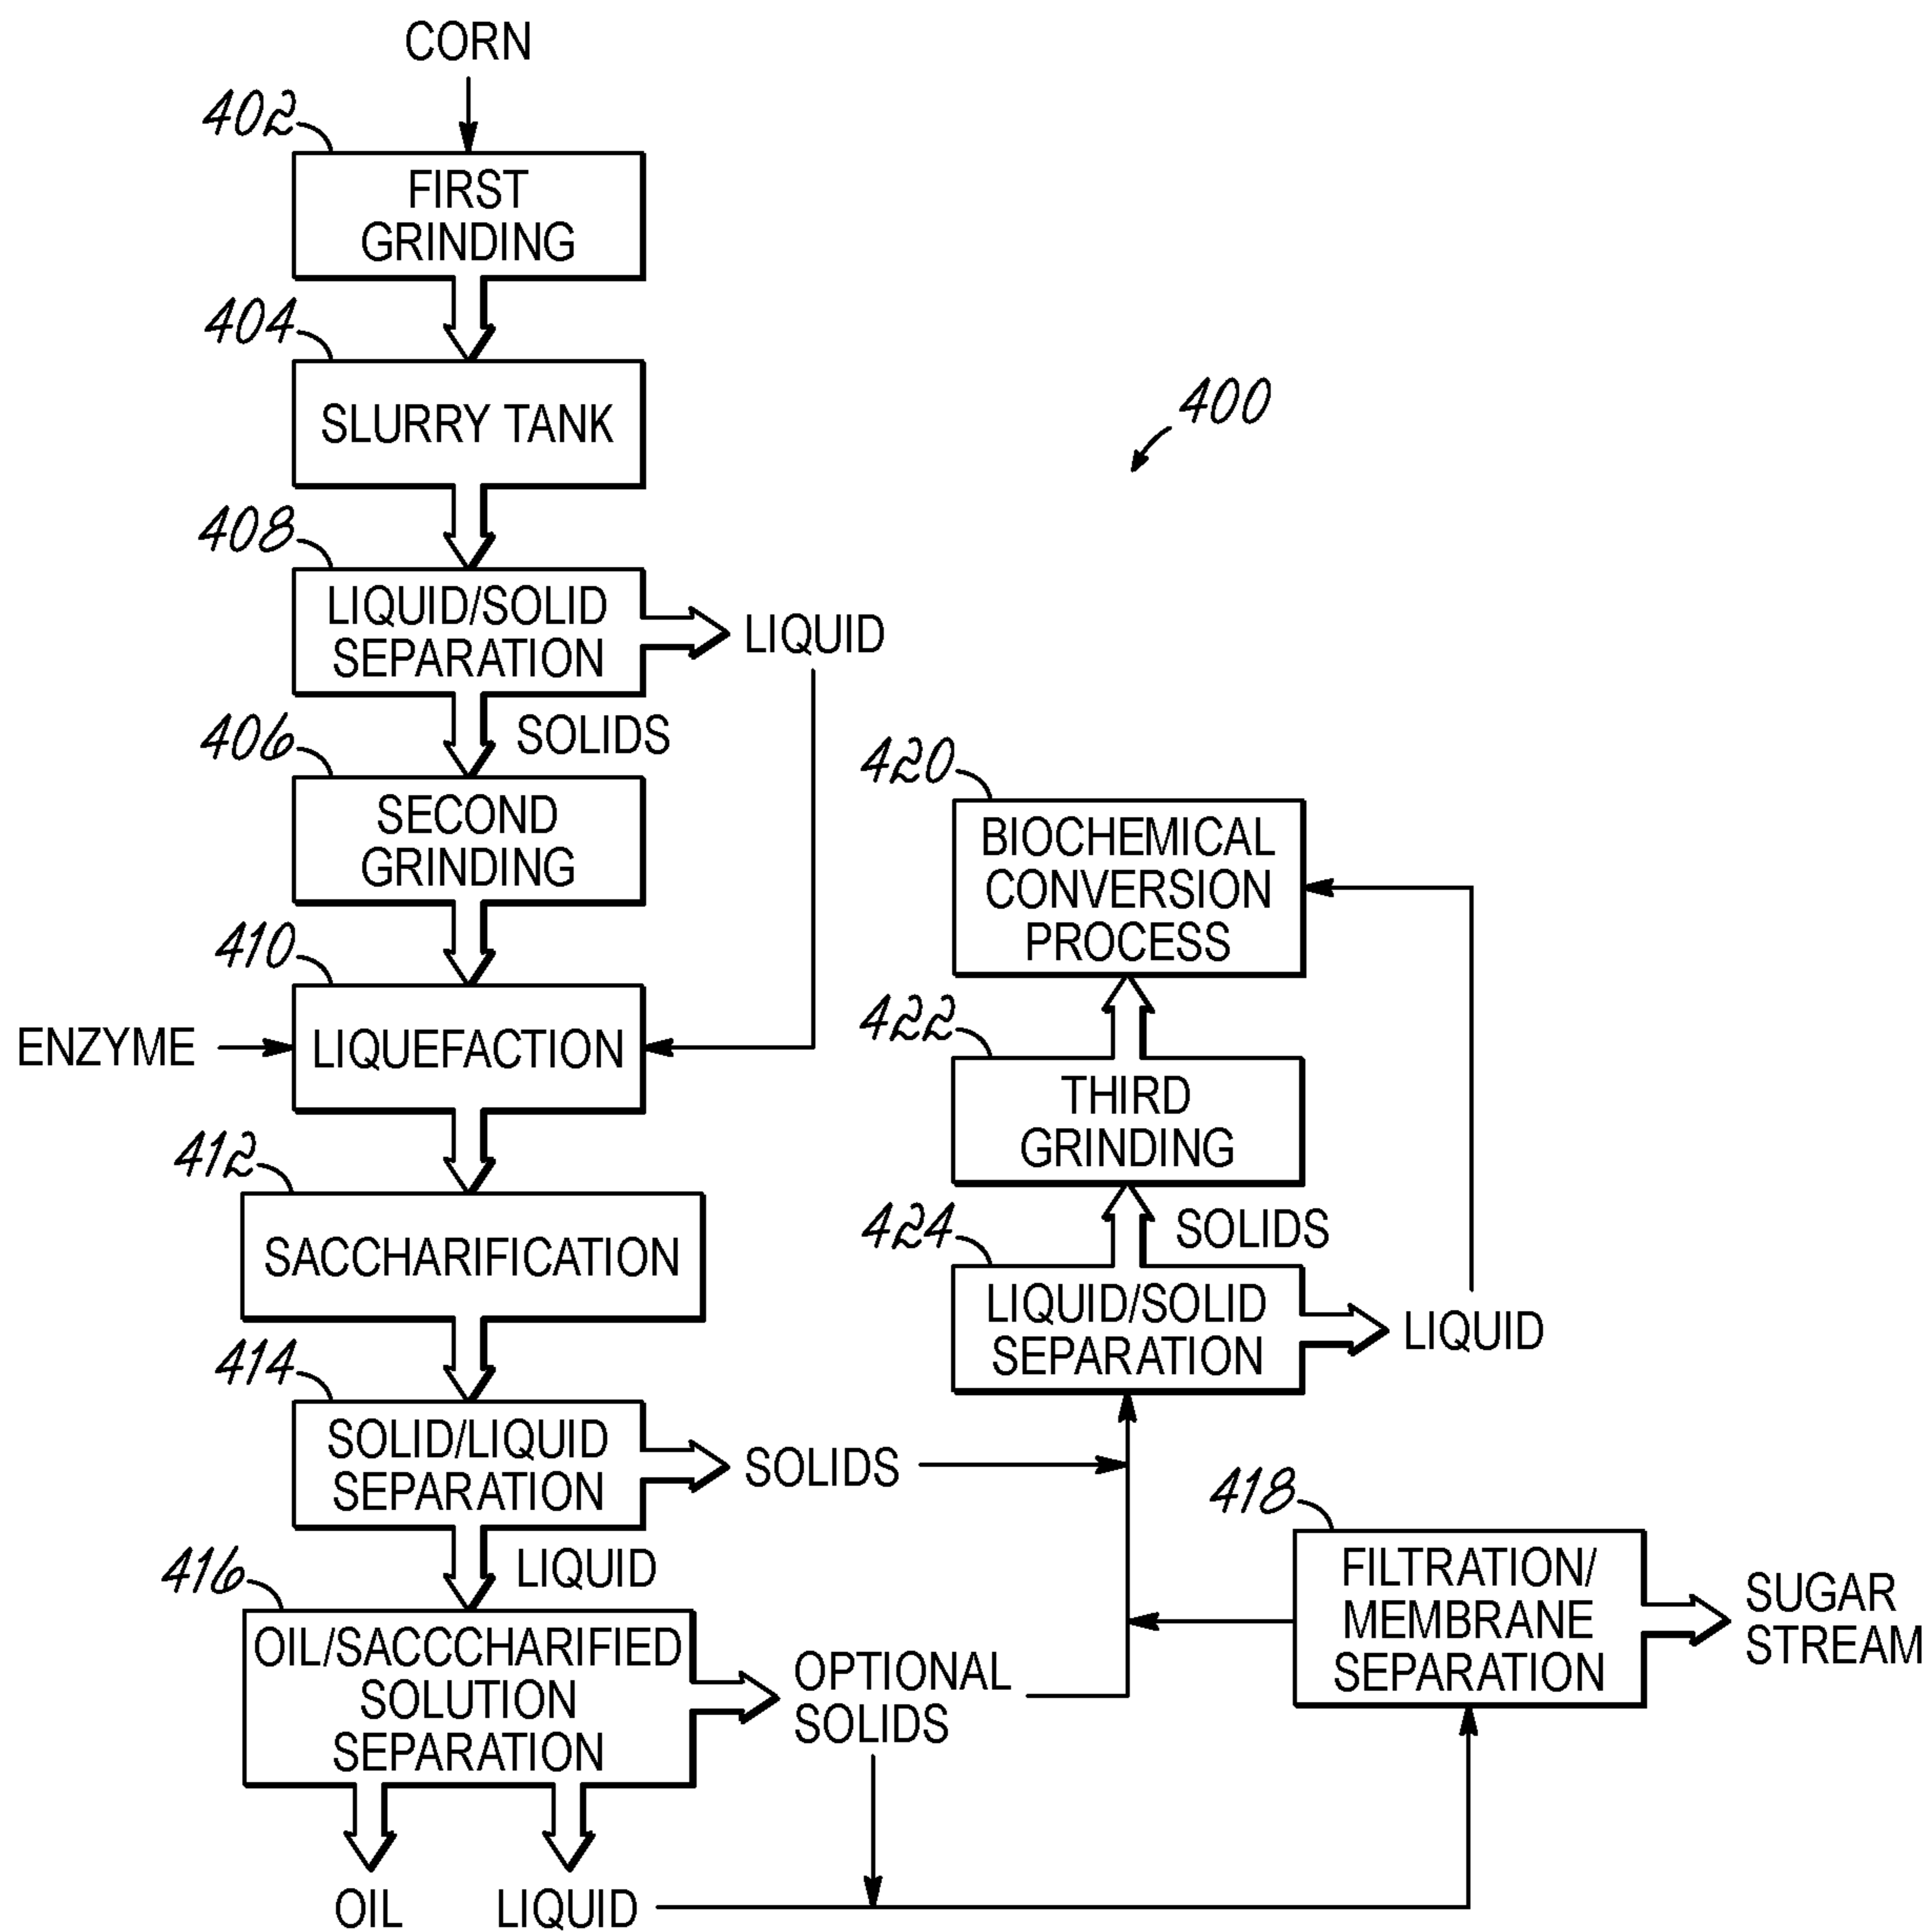 CORN
402
FIRST
GRINDING
404
SLURRY TANK
400
408
LIQUID/SOLID
SEPARATION
LIQUID
SOLIDS
406
SECOND
GRINDING
410
ENZYME
LIQUEFACTION
412
SACCHARIFICATION
414
SOLID/LIQUID
SEPARATION
SOLIDS
LIQUID
416
OIL/SACCCHARIFIED
SOLUTION
SEPARATION
OPTIONAL
SOLIDS
OIL
LIQUID
420
BIOCHEMICAL
CONVERSION
PROCESS
422
THIRD
GRINDING
SOLIDS
424
LIQUID/SOLID
SEPARATION
LIQUID
418
FILTRATION/
MEMBRANE
SEPARATION
SUGAR
STREAM